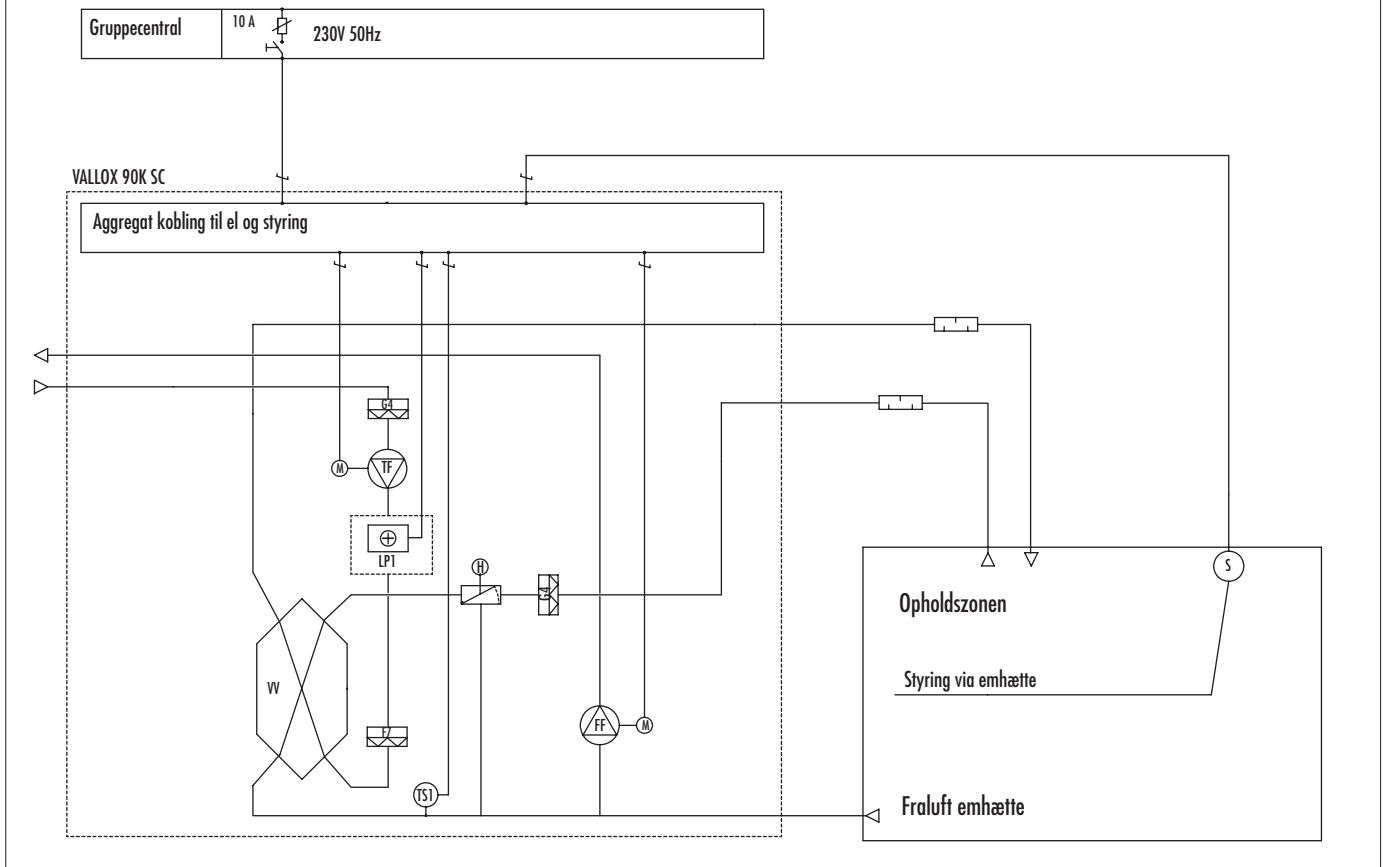 Gruppecentral
10 A
230V 50Hz
VALLOX 90K SC
Aggregat kobling til el og styring
G4
M
TF
LP1
H
G4
S
Opholdszonen
Styring via emhætte
VV
F7
FF
M
TS1
Fraluft emhætte